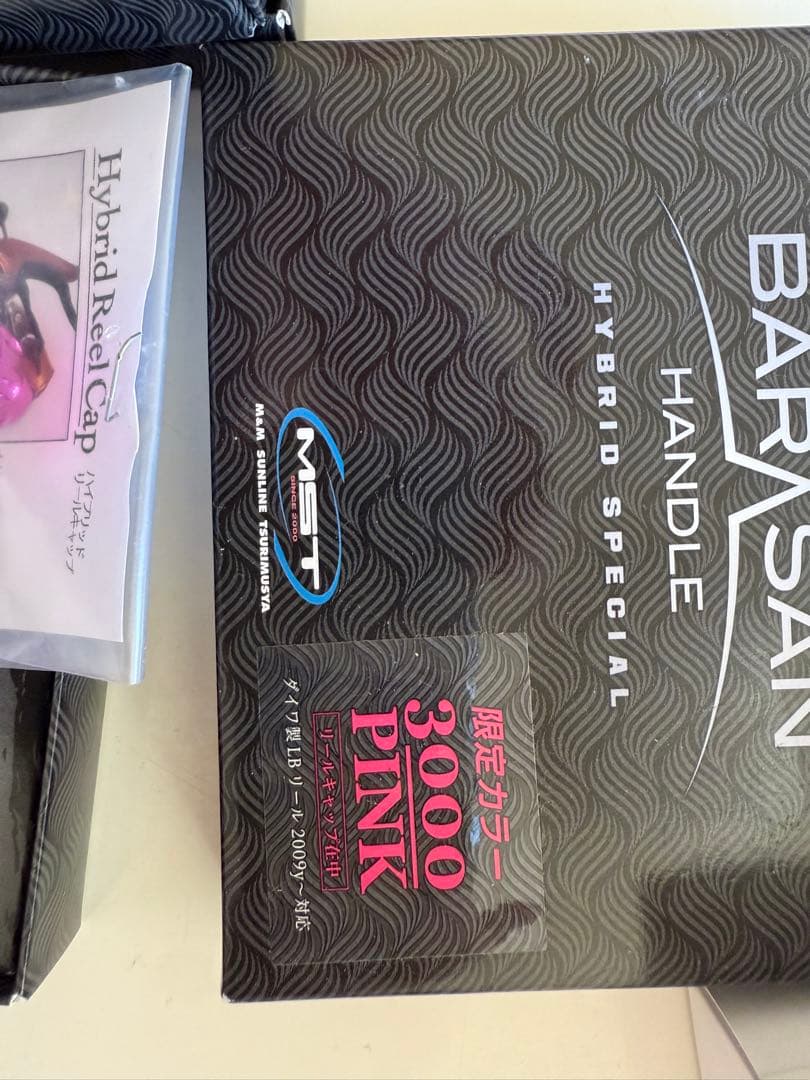 BARASAN
HANDLE
HYBRID SPECIAL
MST
SINCE 2000
M&M SUNLINE TSURIMUSYA
限定カラー
3000
PINK
リールキャップ在中
ダイワ製LBリール2009y〜対応
Hybrid Reel Cap
ハイブリッド
リールキャップ